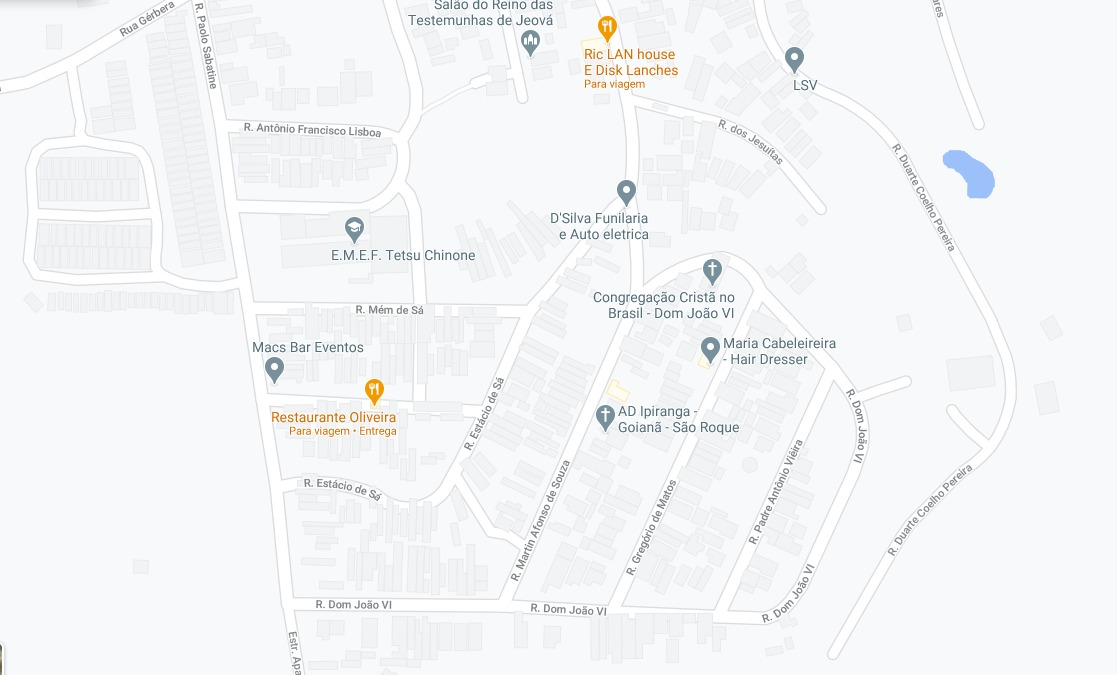 Salão do Reino das
Testemunhas de Jeová
Rua Gérbera
R. Paolo Sabatine
Ric LAN house
E Disk Lanches
Para viagem
LSV
R. Antônio Francisco Lisboa
R. dos Jesuítas
R. Duarte Coelho Pereira
D'Silva Funilaria
e Auto eletrica
E.M.E.F. Tetsu Chinone
Congregação Cristã no
Brasil - Dom João VI
R. Mém de Sá
Macs Bar Eventos
Maria Cabeleireira
- Hair Dresser
Restaurante Oliveira
Para viagem • Entrega
R. Estácio de Sá
AD Ipiranga -
Goianã - São Roque
R. Dom João VI
R. Estácio de Sá
R. Martin Afonso de Souza
R. Gregório de Matos
R. Padre Antônio Viéira
R. Duarte Coelho Pereira
R. Dom João VI
R. Dom João VI
R. Dom João VI
Estr. Apa